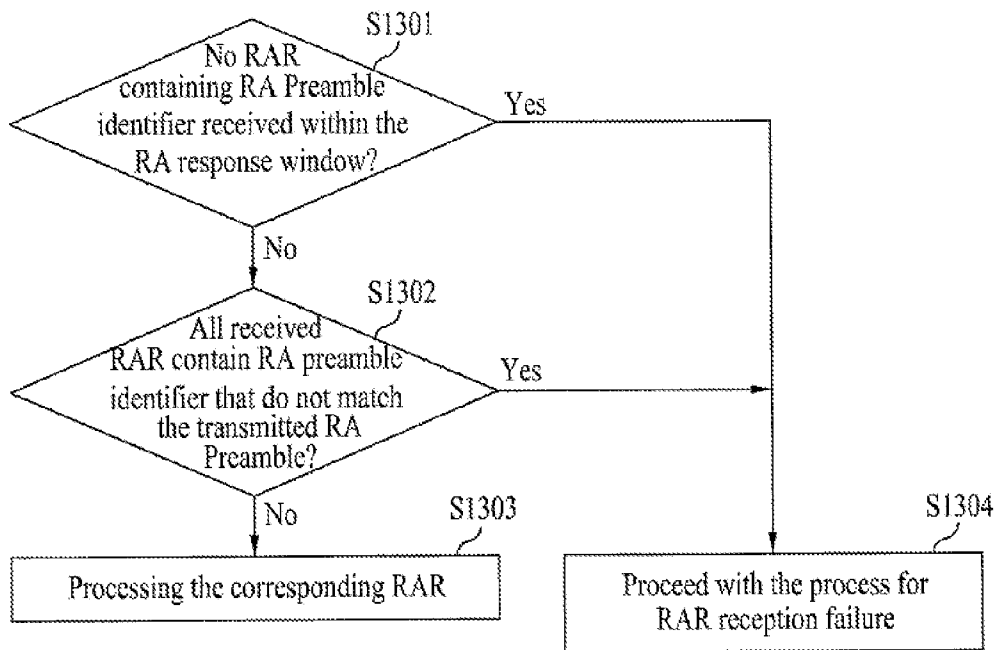 S1301
No RAR
containing RA Preamble
identifier received within the
RA response window?
Yes
No
S1302
All received
RAR contain RA preamble
identifier that do not match
the transmitted RA
Preamble?
Yes
No
S1303
Processing the corresponding RAR
S1304
Proceed with the process for
RAR reception failure